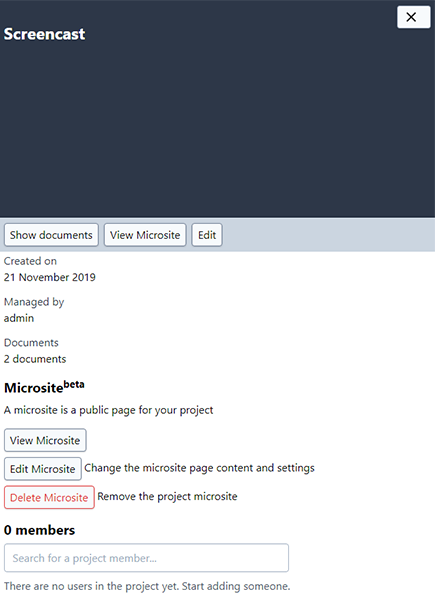 Screencast
Show documents View Microsite Edit
Created on
21 November 2019
Managed by
admin
Documents
2 documents
Micrositebeta
A microsite is a public page for your project
View Microsite
Edit Microsite Change the microsite page content and settings
Delete Microsite Remove the project microsite
0 members
Search for a project member...
There are no users in the project yet. Start adding someone.